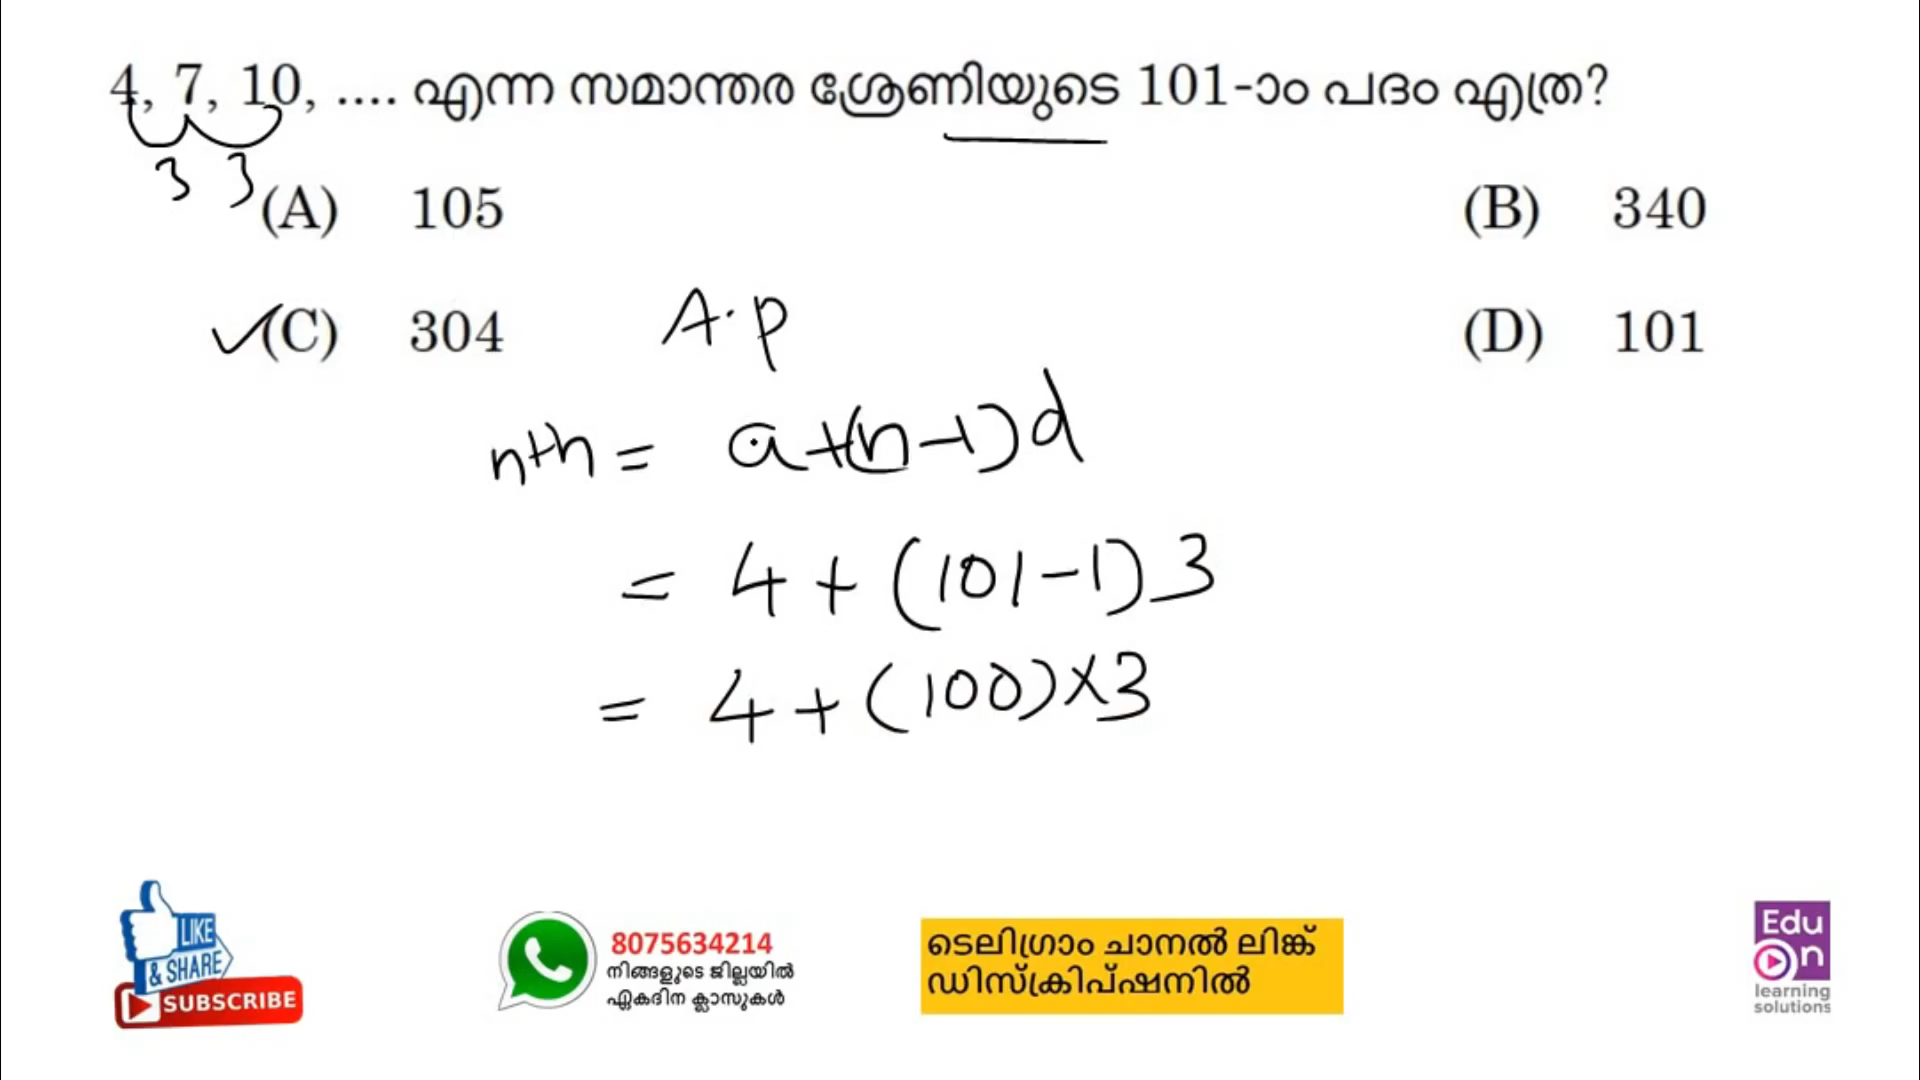 4, 7, 10, .... എന്ന സമാന്തര ശ്രേണിയുടെ 101-ാം പദം എത്ര?
3 3
(A) 105 (B) 340
(C) 304 (D) 101
A.P
nth = a+(n-1)d
= 4+(101-1)3
= 4+(100)×3
LIKE
& SHARE
SUBSCRIBE
8075634214
നിങ്ങളുടെ ജില്ലയിൽ
ഏകദിന ക്ലാസുകൾ
ടെലിഗ്രാം ചാനൽ ലിങ്ക്
ഡിസ്ക്രിപ്ഷനിൽ
Edu
On
learning
solutions